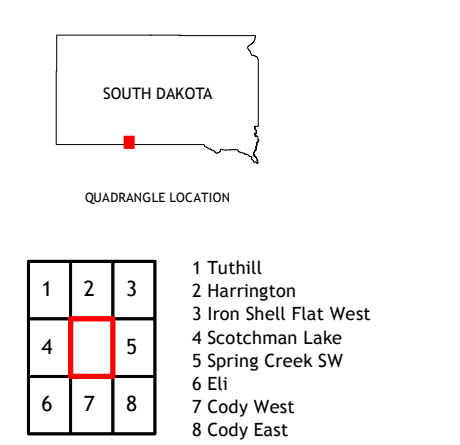 SOUTH DAKOTA
QUADRANGLE LOCATION
1 2 3
4 5
6 7 8
1 Tuthill
2 Harrington
3 Iron Shell Flat West
4 Scotchman Lake
5 Spring Creek SW
6 Eli
7 Cody West
8 Cody East